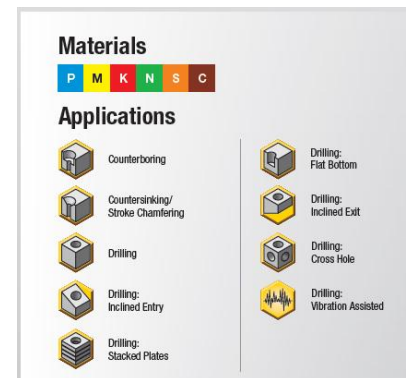 Materials
P M K N S C
Applications
Counterboring
Countersinking/
Stroke Chamfering
Drilling
Drilling:
Inclined Entry
Drilling:
Stacked Plates
Drilling:
Flat Bottom
Drilling:
Inclined Exit
Drilling:
Cross Hole
Drilling:
Vibration Assisted